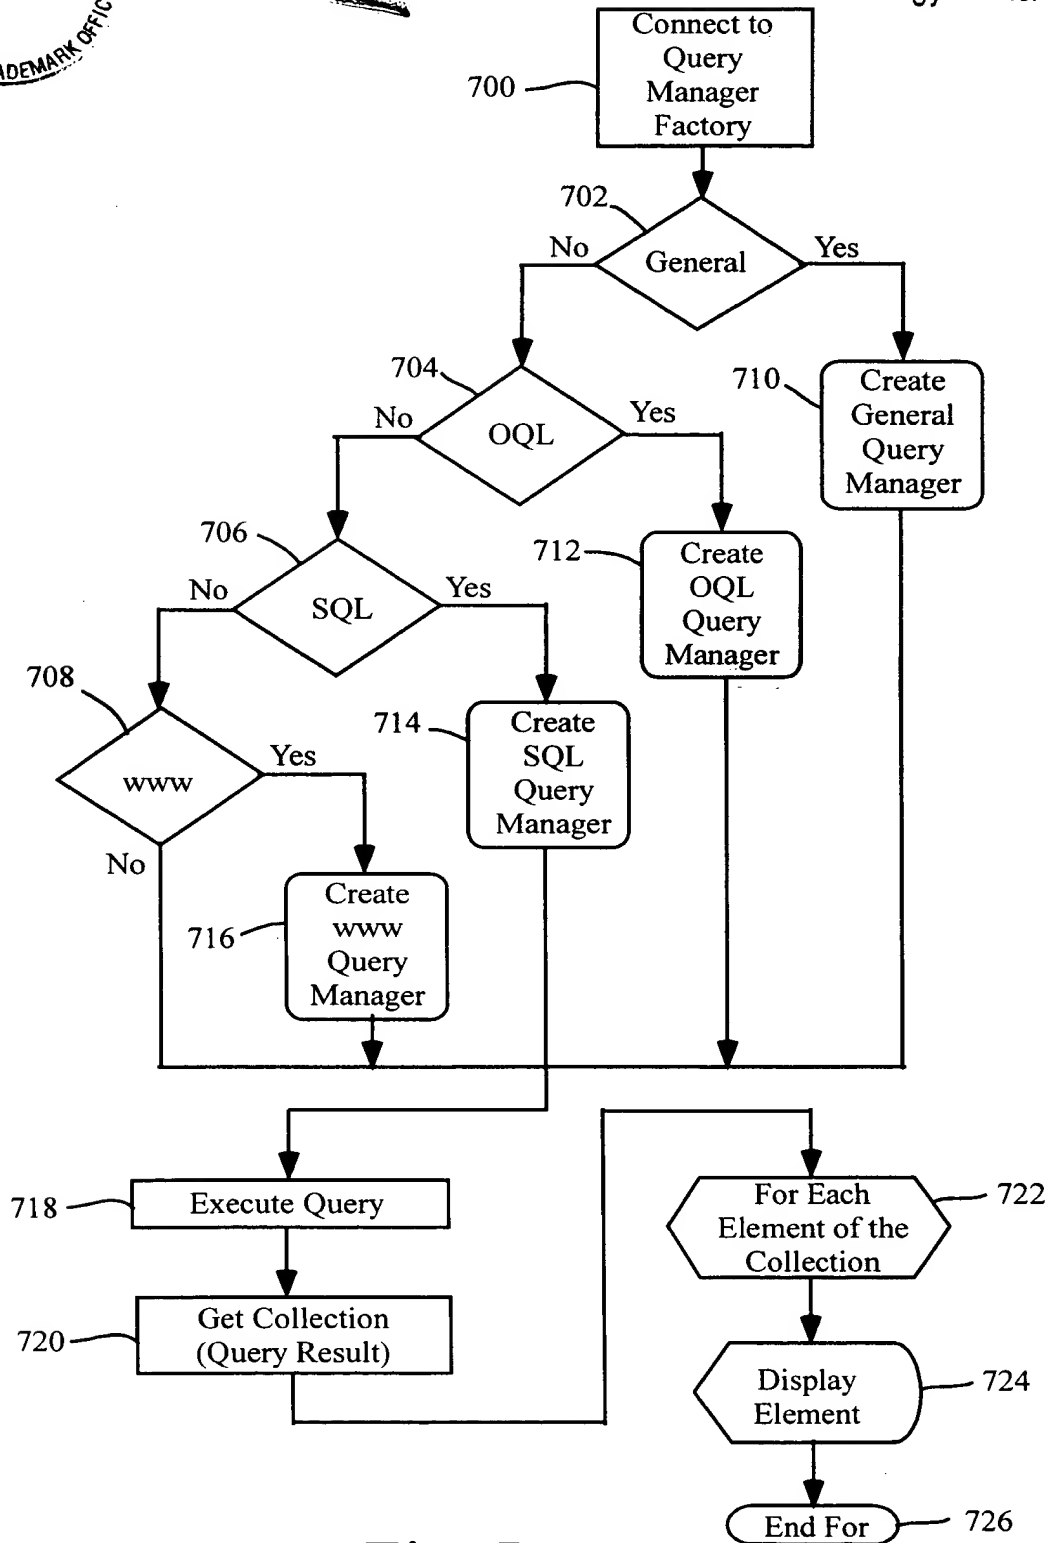 ADEMARK OFFIC
Connect to
Query
Manager
Factory
700
702
General
No
Yes
704
OQL
No
Yes
710
Create
General
Query
Manager
706
SQL
No
Yes
712
Create
OQL
Query
Manager
708
www
Yes
No
714
Create
SQL
Query
Manager
716
Create
www
Query
Manager
718
Execute Query
720
Get Collection
(Query Result)
For Each
Element of the
Collection
722
Display
Element
724
End For
726